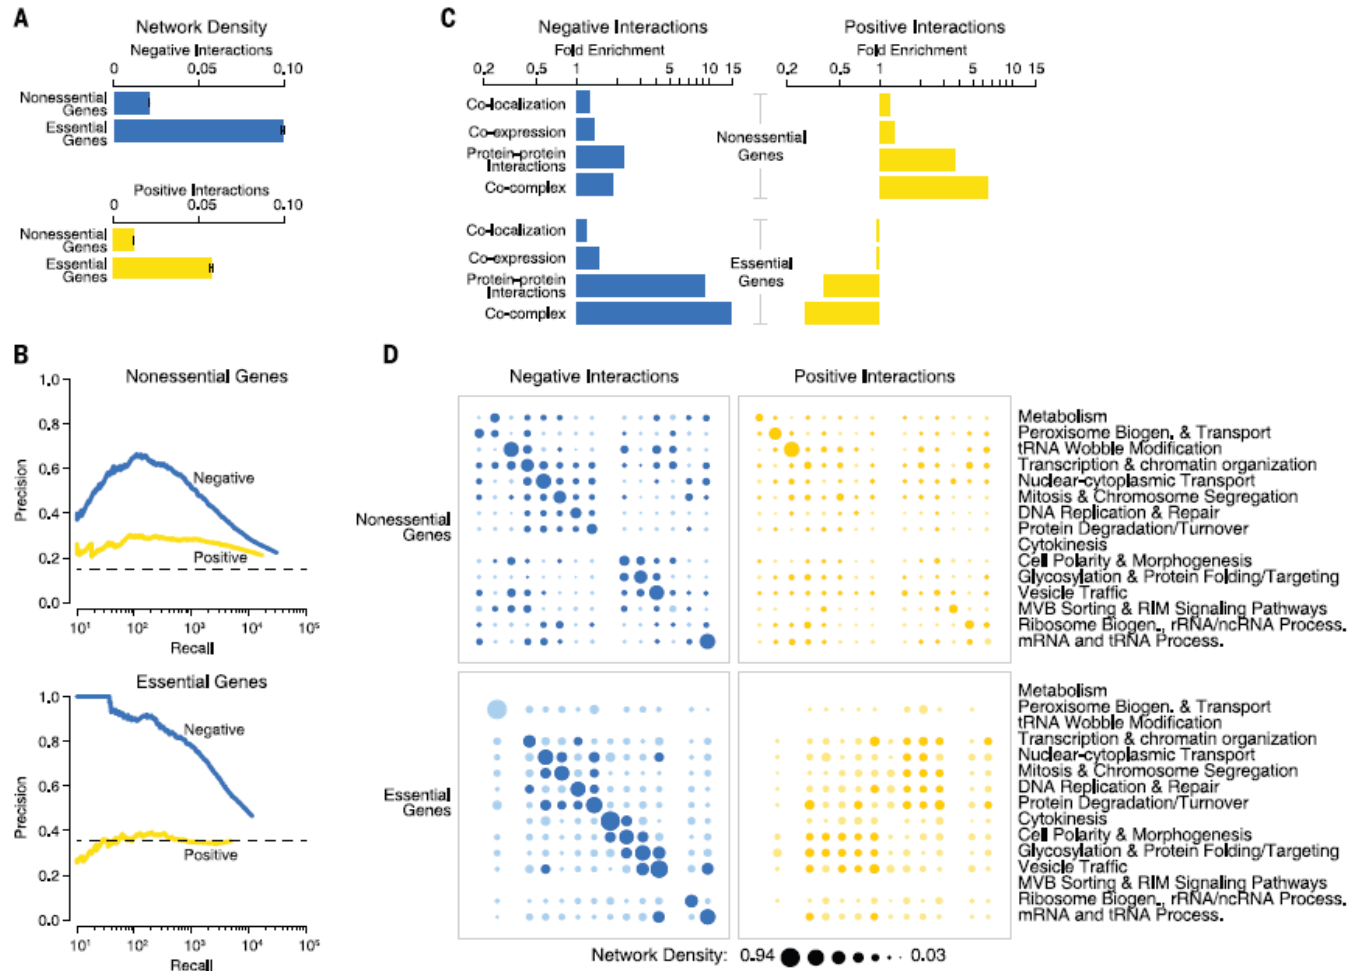 A
Network Density
Negative Interactions
0 0.05 0.10
Nonessential
Genes
Essential
Genes
Positive Interactions
0 0.05 0.10
Nonessential
Genes
Essential
Genes
C
Negative Interactions
Fold Enrichment
0.2 0.5 1 5 10 15
Positive Interactions
Fold Enrichment
0.2 0.5 1 5 10 15
Co-localization
Co-expression
Protein-protein
Interactions
Co-complex
Nonessential
Genes
Co-localization
Co-expression
Protein-protein
Interactions
Co-complex
Essential
Genes
B
Nonessential Genes
1.0
0.8
0.6
0.4
0.2
0.0
Precision
Negative
Positive
10¹ 10² 10³ 10⁴ 10⁵
Recall
Essential Genes
1.0
0.8
0.6
0.4
0.2
0.0
Precision
Negative
Positive
10¹ 10² 10³ 10⁴ 10⁵
Recall
D
Negative Interactions
Positive Interactions
Nonessential
Genes
Metabolism
Peroxisome Biogen. & Transport
tRNA Wobble Modification
Transcription & chromatin organization
Nuclear-cytoplasmic Transport
Mitosis & Chromosome Segregation
DNA Replication & Repair
Protein Degradation/Turnover
Cytokinesis
Cell Polarity & Morphogenesis
Glycosylation & Protein Folding/Targeting
Vesicle Traffic
MVB Sorting & RIM Signaling Pathways
Ribosome Biogen., rRNA/ncRNA Process.
mRNA and tRNA Process.
Essential
Genes
Metabolism
Peroxisome Biogen. & Transport
tRNA Wobble Modification
Transcription & chromatin organization
Nuclear-cytoplasmic Transport
Mitosis & Chromosome Segregation
DNA Replication & Repair
Protein Degradation/Turnover
Cytokinesis
Cell Polarity & Morphogenesis
Glycosylation & Protein Folding/Targeting
Vesicle Traffic
MVB Sorting & RIM Signaling Pathways
Ribosome Biogen., rRNA/ncRNA Process.
mRNA and tRNA Process.
Network Density: 0.94 0.03